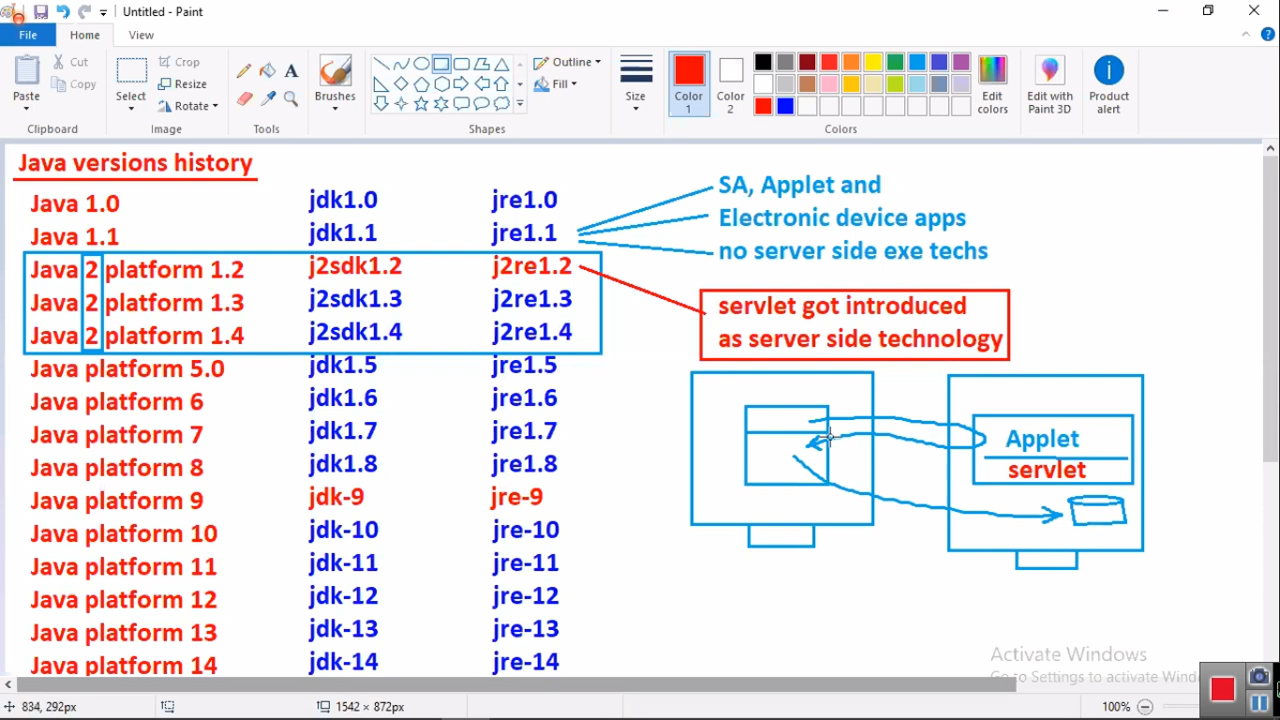 Untitled - Paint
File Home View
Paste
Cut
Copy
Clipboard
Select
Crop
Resize
Rotate
Image
Tools
Brushes
Outline
Fill
Shapes
Size
Color 1
Color 2
Edit colors
Colors
Edit with Paint 3D
Product alert
Java versions history
Java 1.0 jdk1.0 jre1.0
Java 1.1 jdk1.1 jre1.1
Java 2 platform 1.2 j2sdk1.2 j2re1.2
Java 2 platform 1.3 j2sdk1.3 j2re1.3
Java 2 platform 1.4 j2sdk1.4 j2re1.4
Java platform 5.0 jdk1.5 jre1.5
Java platform 6 jdk1.6 jre1.6
Java platform 7 jdk1.7 jre1.7
Java platform 8 jdk1.8 jre1.8
Java platform 9 jdk-9 jre-9
Java platform 10 jdk-10 jre-10
Java platform 11 jdk-11 jre-11
Java platform 12 jdk-12 jre-12
Java platform 13 jdk-13 jre-13
Java platform 14 jdk-14 jre-14
SA, Applet and
Electronic device apps
no server side exe techs
servlet got introduced
as server side technology
Applet
servlet
Activate Windows
Go to Settings to activate
834, 292px
1542 × 872px
100%